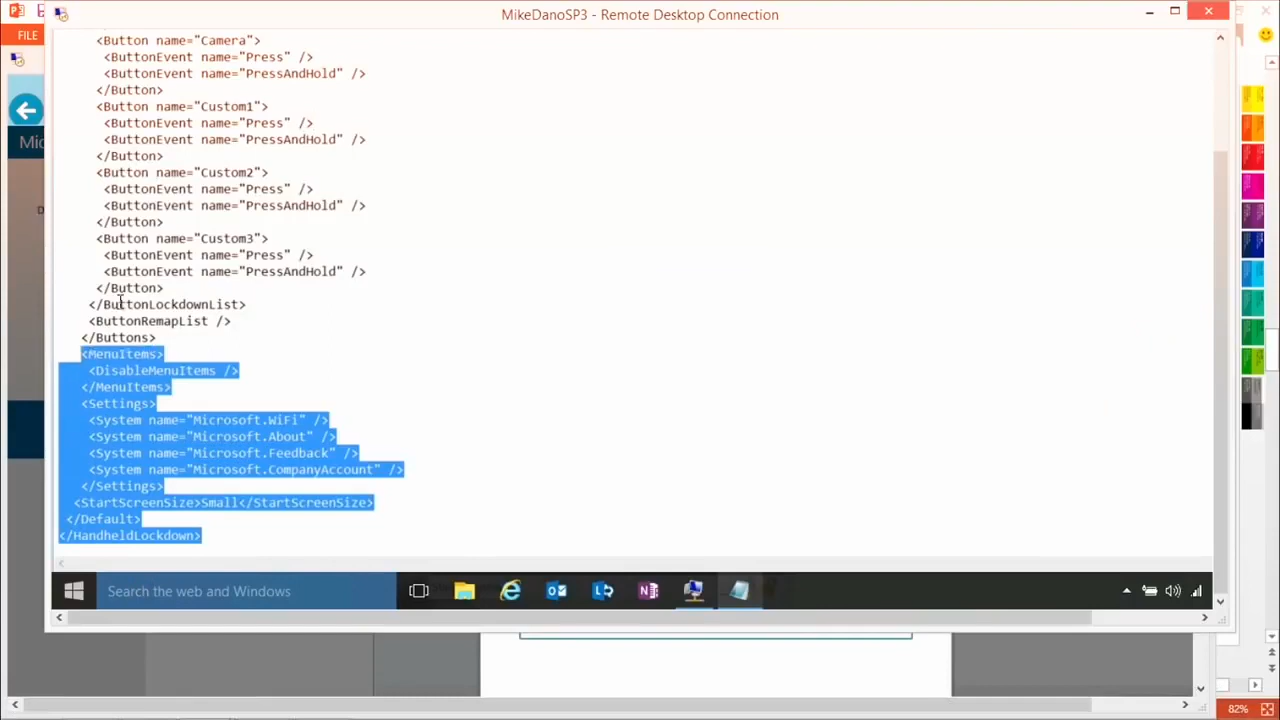 MikeDanoSP3 - Remote Desktop Connection
FILE
Mic
D
<Button name="Camera">
<ButtonEvent name="Press" />
<ButtonEvent name="PressAndHold" />
</Button>
<Button name="Custom1">
<ButtonEvent name="Press" />
<ButtonEvent name="PressAndHold" />
</Button>
<Button name="Custom2">
<ButtonEvent name="Press" />
<ButtonEvent name="PressAndHold" />
</Button>
<Button name="Custom3">
<ButtonEvent name="Press" />
<ButtonEvent name="PressAndHold" />
</Button>
</ButtonLockdownList>
<ButtonRemapList />
</Buttons>
<MenuItems>
<DisableMenuItems />
</MenuItems>
<Settings>
<System name="Microsoft.WiFi" />
<System name="Microsoft.About" />
<System name="Microsoft.Feedback" />
<System name="Microsoft.CompanyAccount" />
</Settings>
<StartScreenSize>Small</StartScreenSize>
</Default>
</HandheldLockdown>
Search the web and Windows
82%